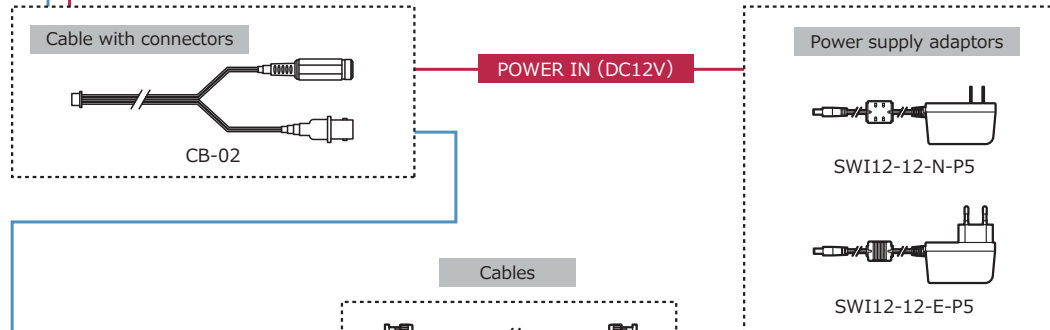 Cable with connectors
CB-02
POWER IN (DC12V)
Power supply adaptors
SWI12-12-N-P5
SWI12-12-E-P5
Cables